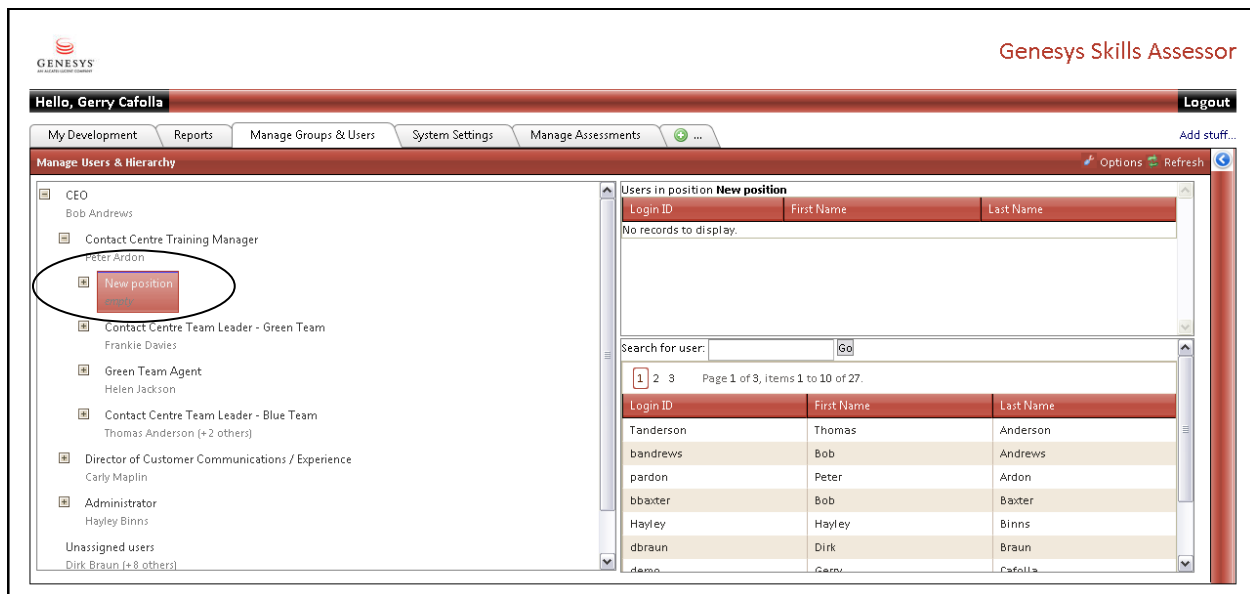 GENESYS
AN ALCATEL-LUCENT COMPANY
Genesys Skills Assessor
Hello, Gerry Cafolla
Logout
My Development Reports Manage Groups & Users System Settings Manage Assessments ...
Add stuff...
Manage Users & Hierarchy
Options Refresh
CEO
Bob Andrews
Contact Centre Training Manager
Peter Ardon
New position
empty
Contact Centre Team Leader - Green Team
Frankie Davies
Green Team Agent
Helen Jackson
Contact Centre Team Leader - Blue Team
Thomas Anderson (+2 others)
Director of Customer Communications / Experience
Carly Maplin
Administrator
Hayley Binns
Unassigned users
Dirk Braun (+8 others)
Users in position New position
Login ID First Name Last Name
No records to display.
Search for user: Go
1 2 3 Page 1 of 3, items 1 to 10 of 27.
Login ID First Name Last Name
Tanderson Thomas Anderson
bandrews Bob Andrews
pardon Peter Ardon
bbaxter Bob Baxter
Hayley Hayley Binns
dbraun Dirk Braun
demo Gerry Cafolla